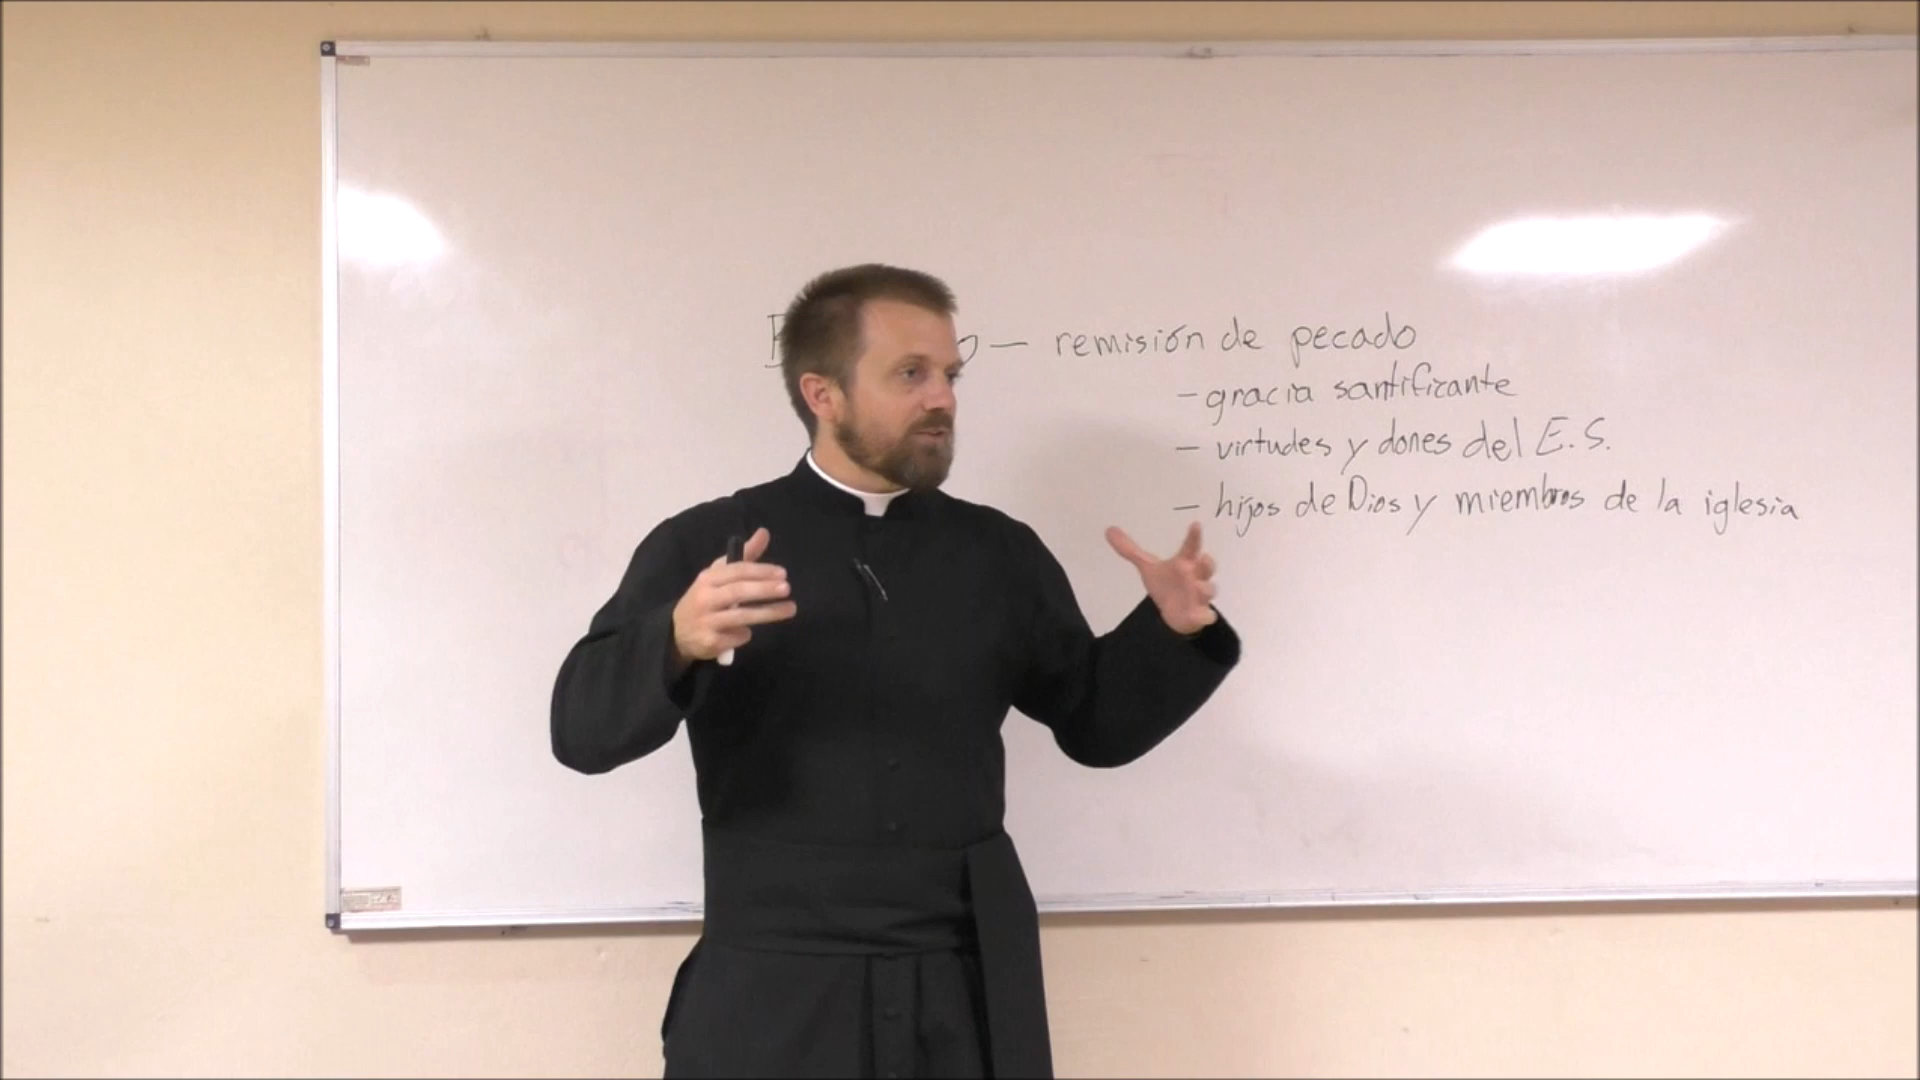 — remisión de pecado
- gracia santificante
- virtudes y dones del E.S.
- hijos de Dios y miembros de la iglesia